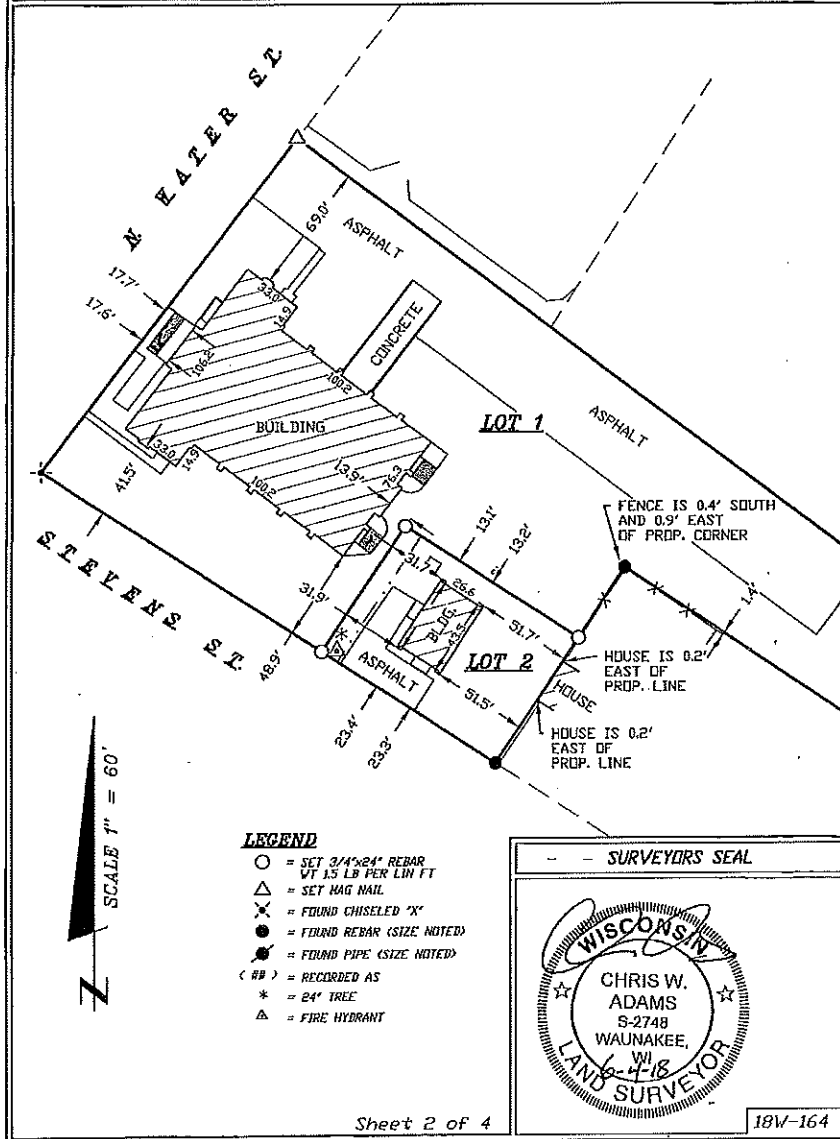 N. WATER ST.
69.0'
ASPHALT
17.7'
17.6'
33.0'
14.9
CONCRETE
106.2
100.2
BUILDING
LOT 1
ASPHALT
33.0
14.9
41.5'
100.2
13.9'
76.3
FENCE IS 0.4' SOUTH
AND 0.9' EAST
OF PROP. CORNER
STEVENS ST.
13.1'
13.2'
31.7'
26.6
31.9'
BLDG.
43.5
51.7'
1.4'
48.9'
LOT 2
HOUSE IS 0.2'
EAST OF
PROP. LINE
ASPHALT
51.5'
HOUSE
23.4'
23.3'
HOUSE IS 0.2'
EAST OF
PROP. LINE
SCALE 1" = 60'
N
LEGEND
= SET 3/4"x24" REBAR
WT 1.5 LB PER LIN FT
= SET MAG NAIL
= FOUND CHISELED "X"
= FOUND REBAR (SIZE NOTED)
= FOUND PIPE (SIZE NOTED)
( ## ) = RECORDED AS
* = 24" TREE
= FIRE HYDRANT
- - SURVEYORS SEAL
WISCONSIN
CHRIS W.
ADAMS
S-2748
WAUNAKEE,
WI
6-4-18
LAND SURVEYOR
Sheet 2 of 4
18W-164